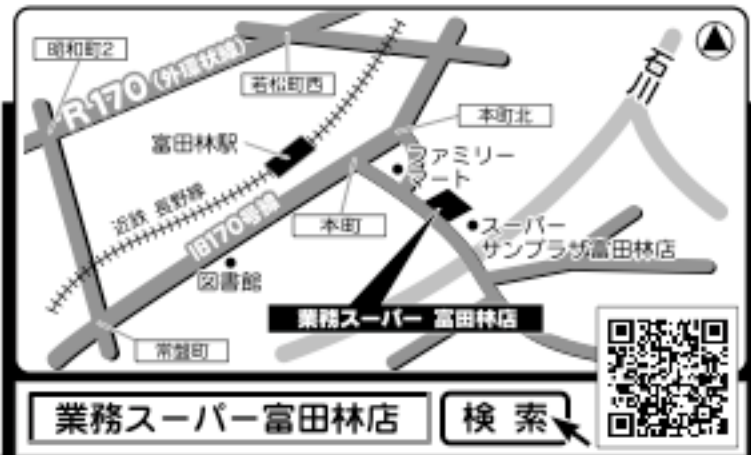 昭和町2
R170(外環状線)
若松町西
石川
本町北
富田林駅
ファミリー
マート
近鉄 長野線
旧170号線
本町
スーパー
サンプラザ富田林店
図書館
業務スーパー 富田林店
常盤町
業務スーパー富田林店
検索